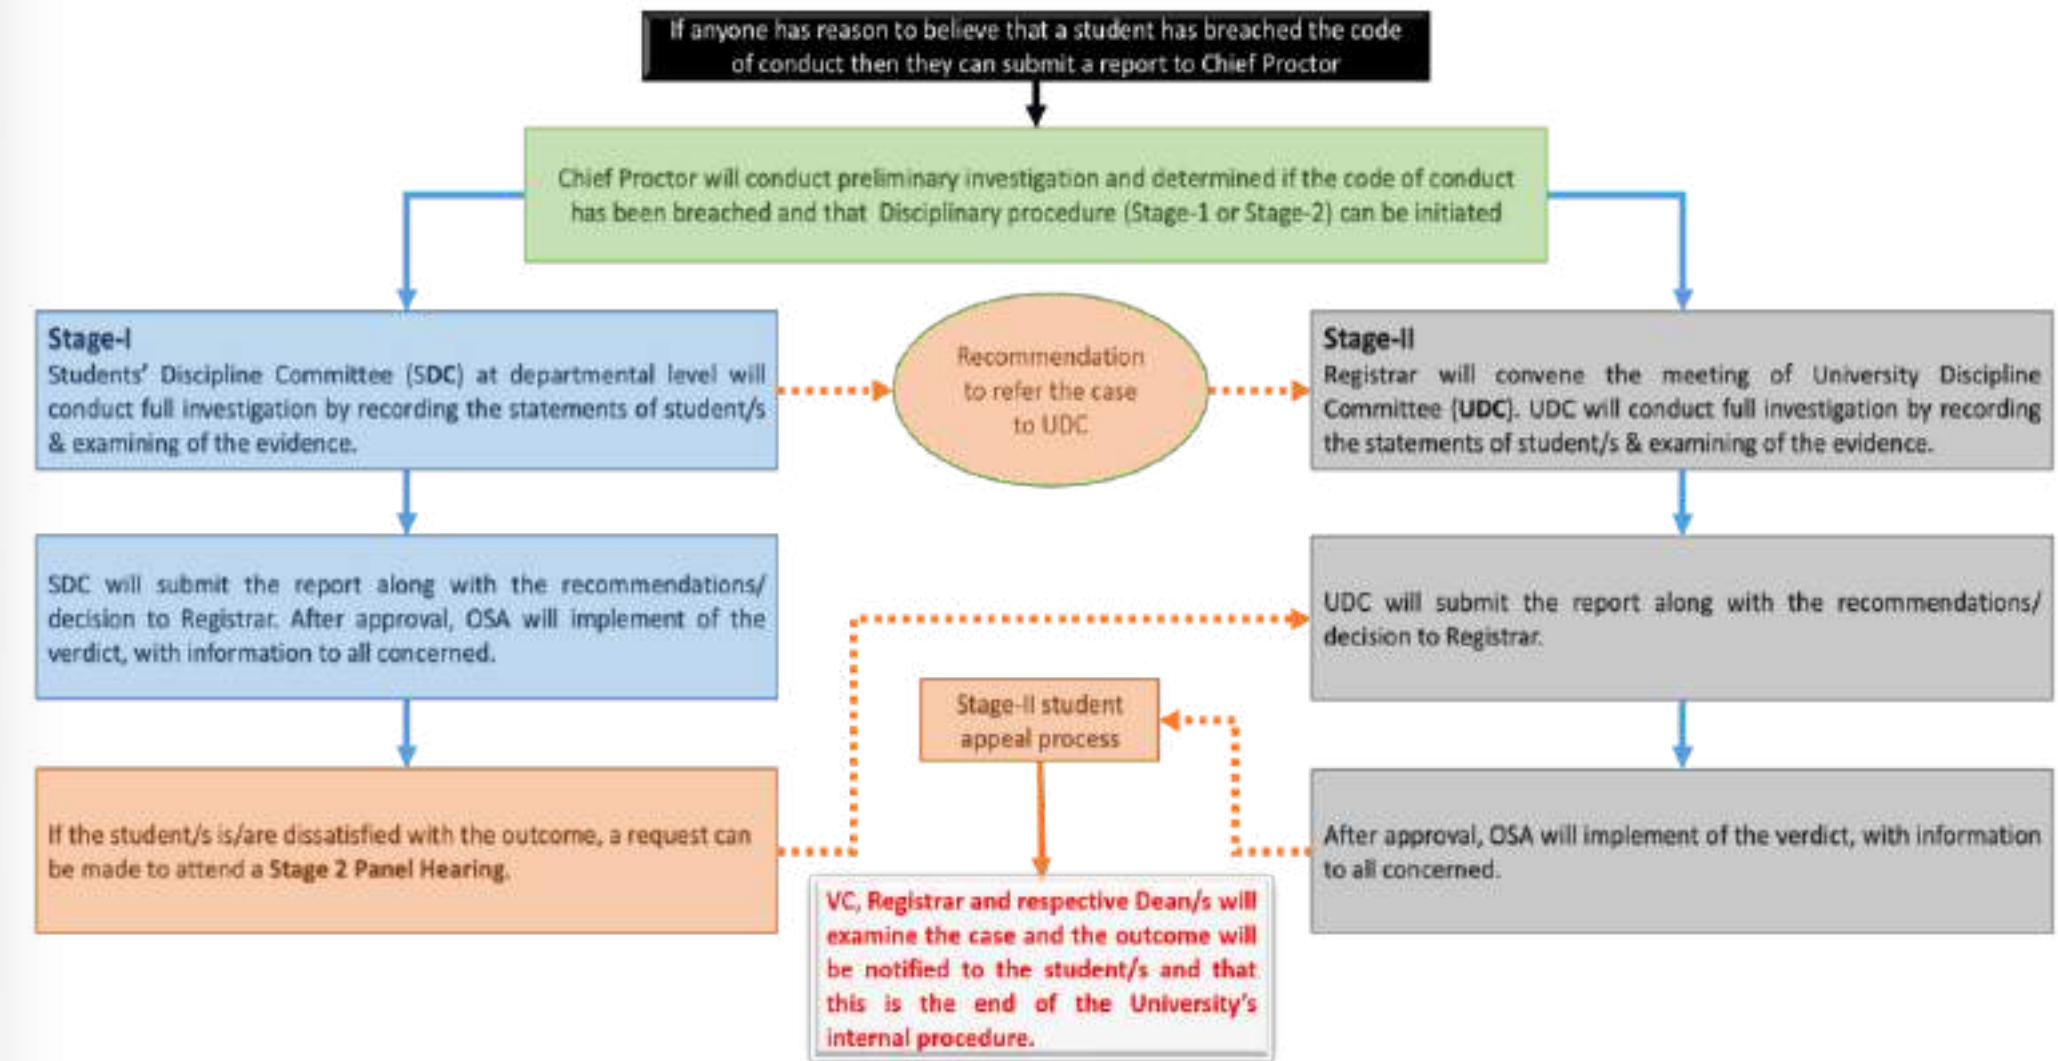 If anyone has reason to believe that a student has breached the code
of conduct then they can submit a report to Chief Proctor
Chief Proctor will conduct preliminary investigation and determined if the code of conduct
has been breached and that Disciplinary procedure (Stage-1 or Stage-2) can be initiated
Stage-I
Students' Discipline Committee (SDC) at departmental level will
conduct full investigation by recording the statements of student/s
& examining of the evidence.
Recommendation
to refer the case
to UDC
Stage-II
Registrar will convene the meeting of University Discipline
Committee (UDC). UDC will conduct full investigation by recording
the statements of student/s & examining of the evidence.
SDC will submit the report along with the recommendations/
decision to Registrar. After approval, OSA will implement of the
verdict, with information to all concerned.
UDC will submit the report along with the recommendations/
decision to Registrar.
Stage-II student
appeal process
If the student/s is/are dissatisfied with the outcome, a request can
be made to attend a Stage 2 Panel Hearing.
After approval, OSA will implement of the verdict, with information
to all concerned.
VC, Registrar and respective Dean/s will
examine the case and the outcome will
be notified to the student/s and that
this is the end of the University's
internal procedure.